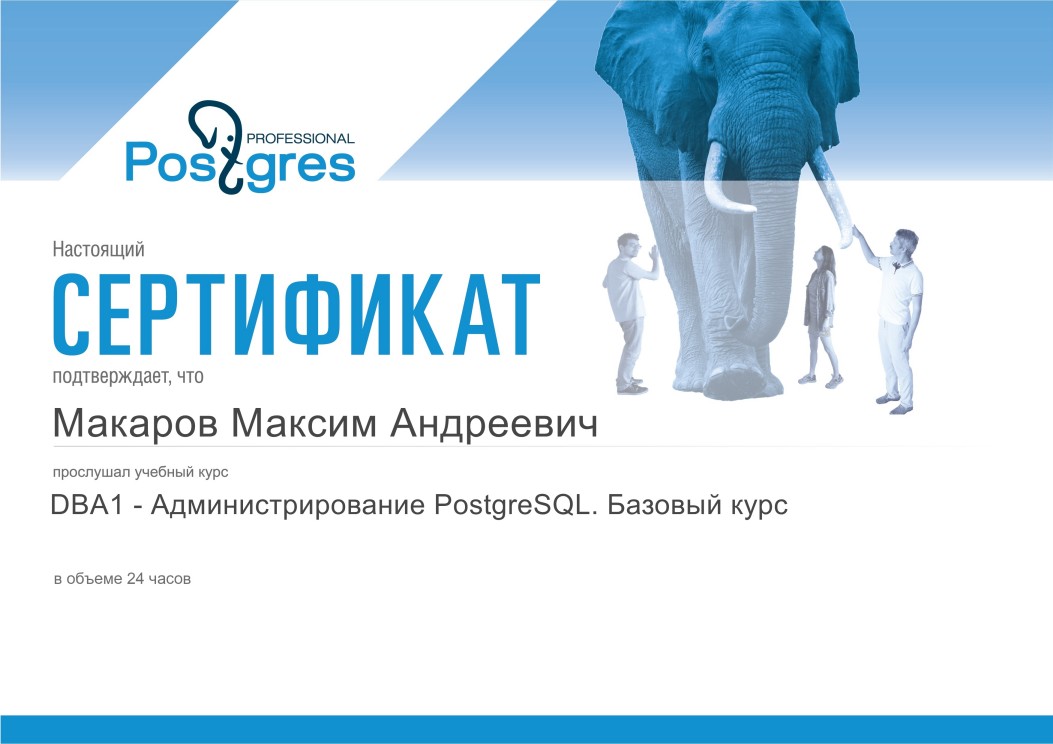 PROFESSIONAL
Postgres
Настоящий
СЕРТИФИКАТ
подтверждает, что
Макаров Максим Андреевич
прослушал учебный курс
DBA1 - Администрирование PostgreSQL. Базовый курс
в объеме 24 часов